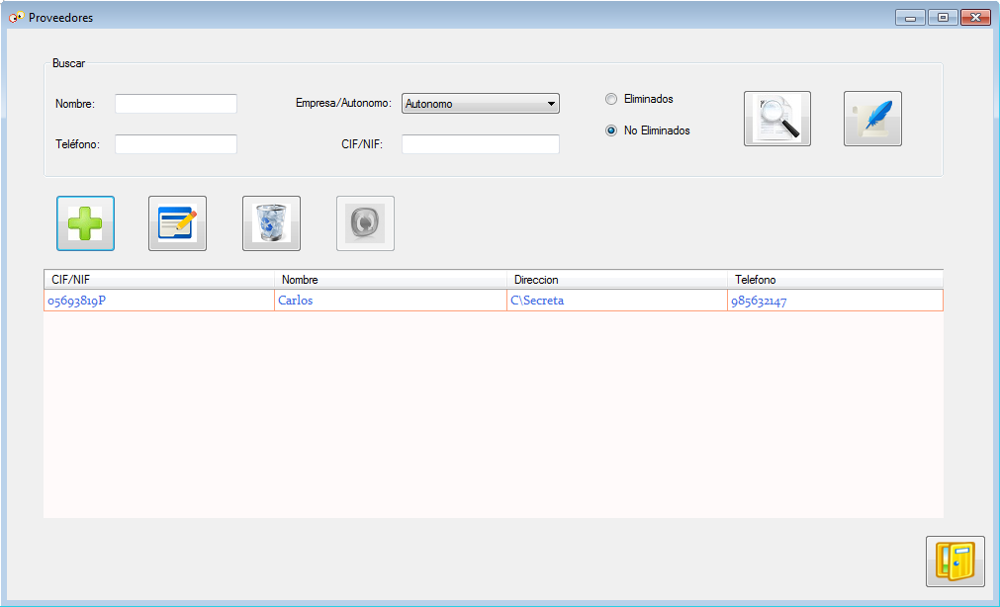 Proveedores
Buscar
Nombre:
Empresa/Autonomo: Autonomo
Eliminados
No Eliminados
Teléfono:
CIF/NIF:
CIF/NIF Nombre Direccion Telefono
05693819P Carlos C\Secreta 985632147